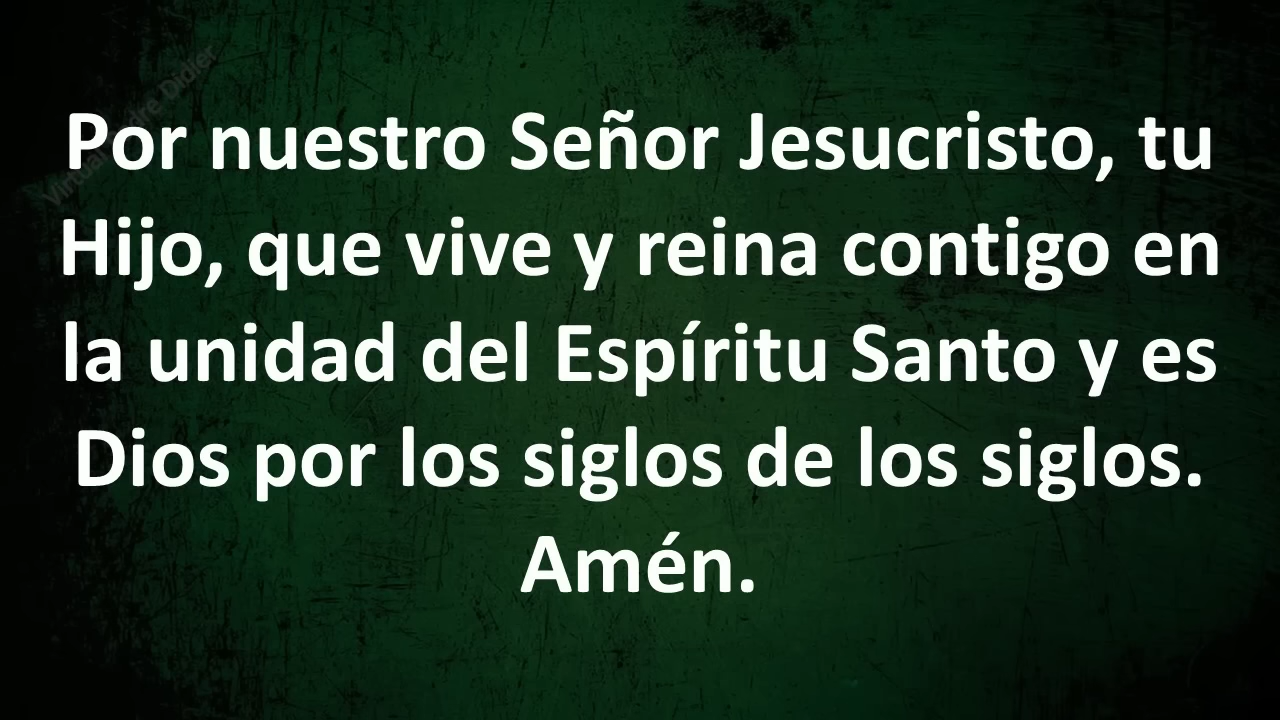 Por nuestro Señor Jesucristo, tu
Hijo, que vive y reina contigo en
la unidad del Espíritu Santo y es
Dios por los siglos de los siglos.
Amén.